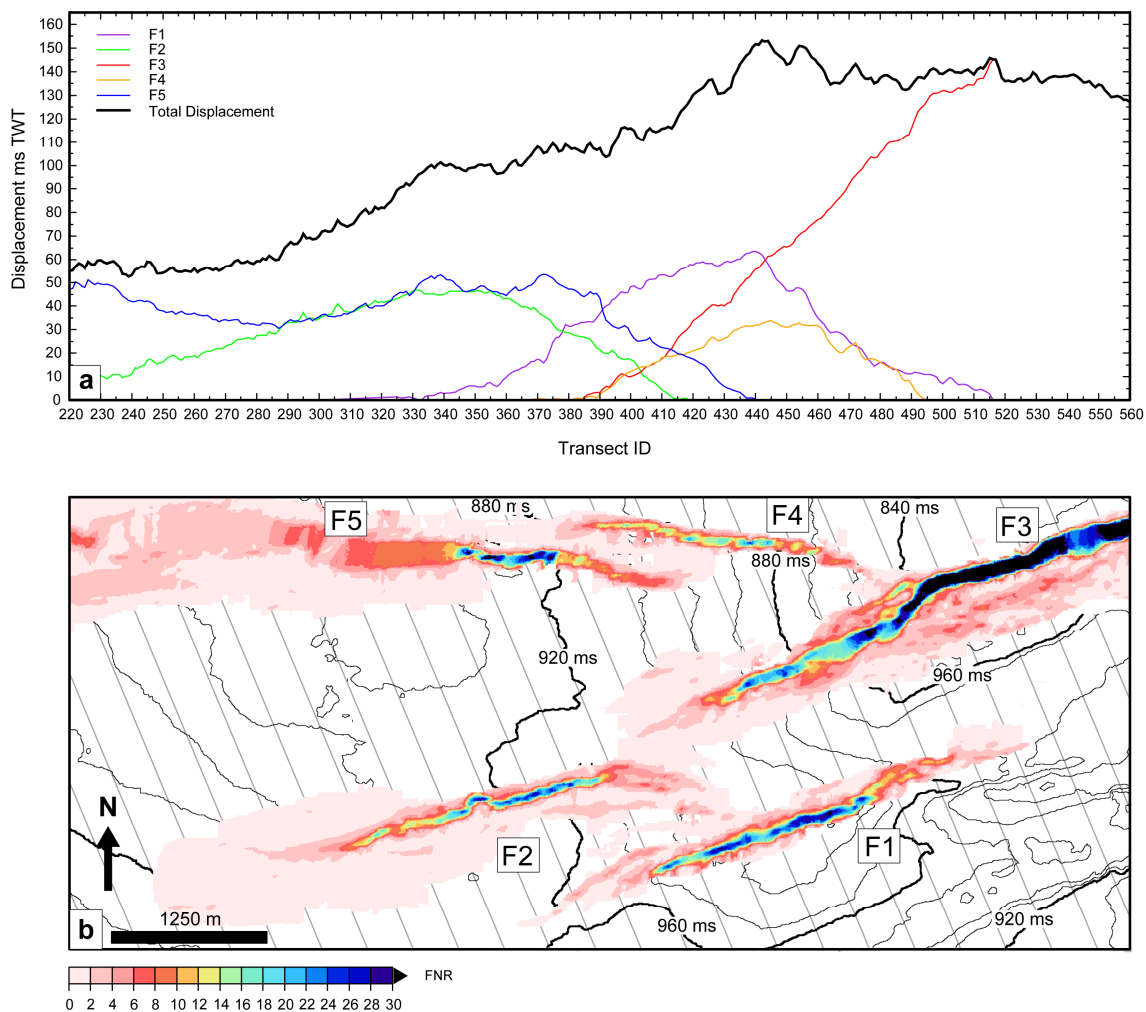 160
150
140
130
120
110
100
90
80
70
60
50
40
30
20
10
0
Displacement ms TWT
F1
F2
F3
F4
F5
Total Displacement
a
220 230 240 250 260 270 280 290 300 310 320 330 340 350 360 370 380 390 400 410 420 430 440 450 460 470 480 490 500 510 520 530 540 550 560
Transect ID
880 ms
840 ms
F5
F4
F3
880 ms
920 ms
960 ms
N
F2
F1
1250 m
960 ms
920 ms
b
FNR
0 2 4 6 8 10 12 14 16 18 20 22 24 26 28 30